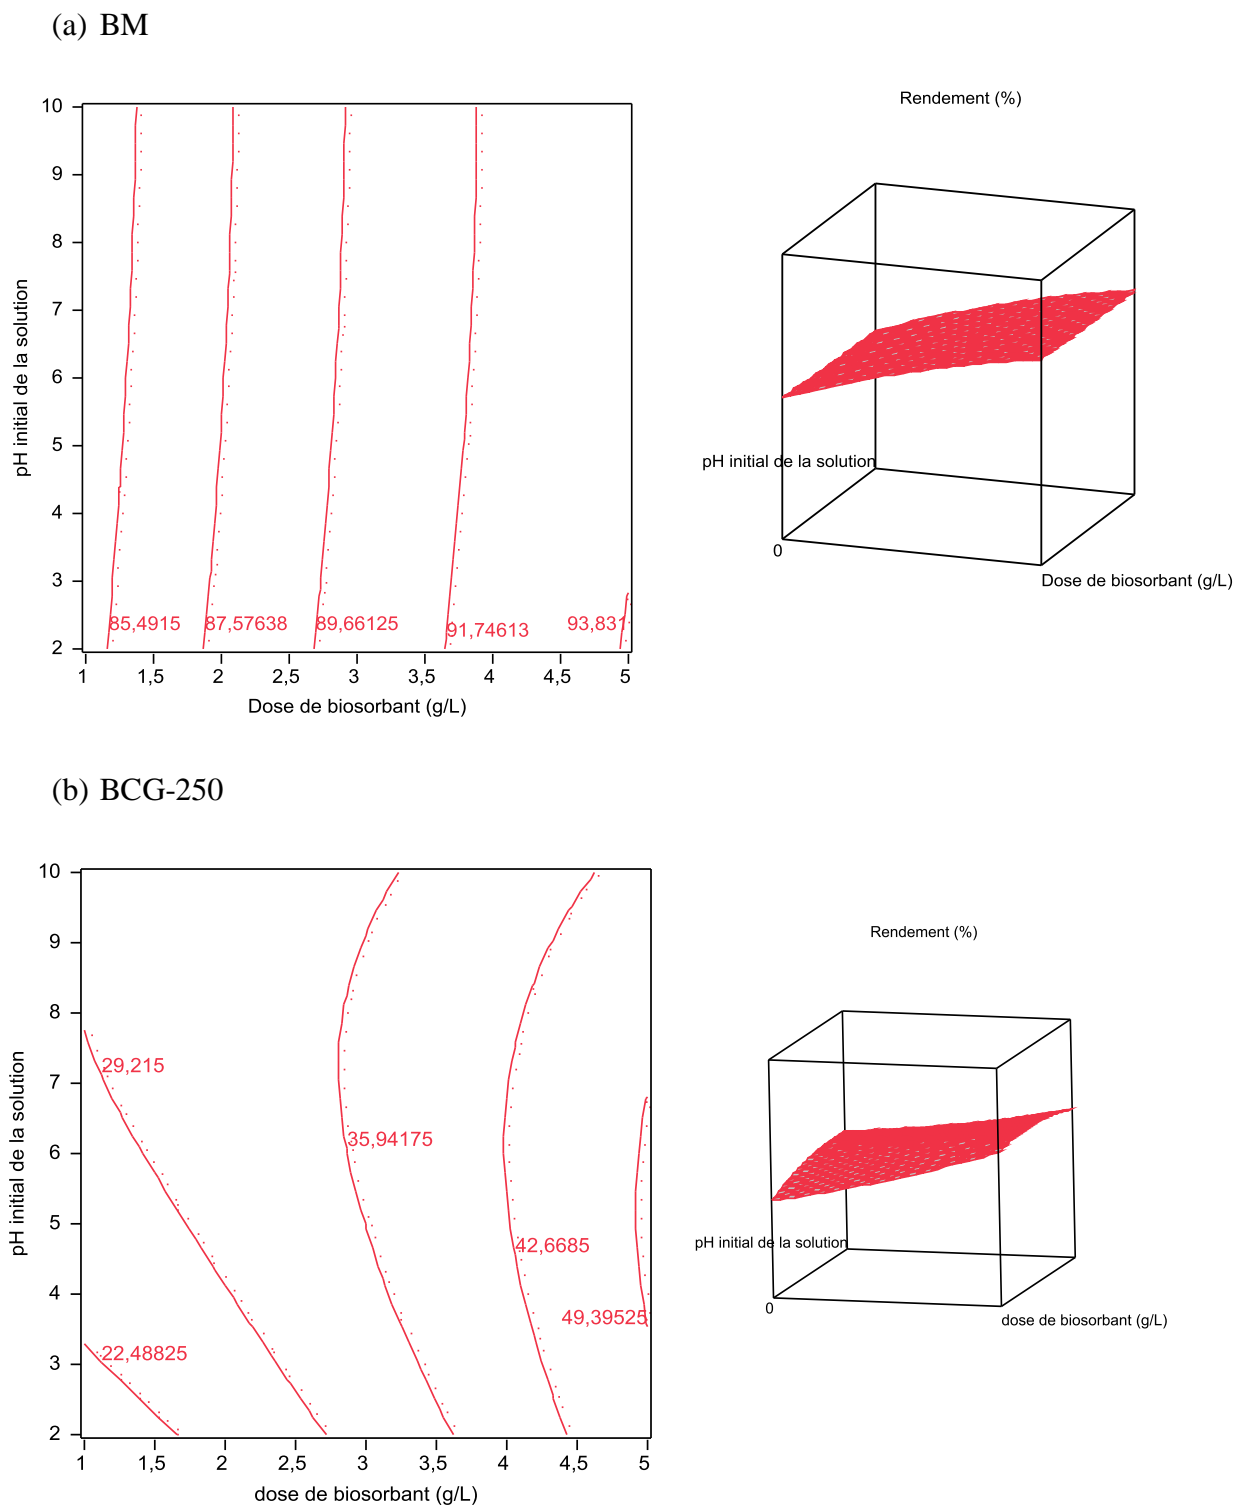 (a) BM
Rendement (%)
10
9
8
7
6
5
4
3
2
pH initial de la solution
85,4915 87,57638 89,66125 91,74613 93,831
1 1,5 2 2,5 3 3,5 4 4,5 5
Dose de biosorbant (g/L)
pH initial de la solution
0
Dose de biosorbant (g/L)
(b) BCG-250
Rendement (%)
10
9
8
7
6
5
4
3
2
pH initial de la solution
29,215
35,94175
42,6685
49,39525
22,48825
1 1,5 2 2,5 3 3,5 4 4,5 5
dose de biosorbant (g/L)
pH initial de la solution
0
dose de biosorbant (g/L)